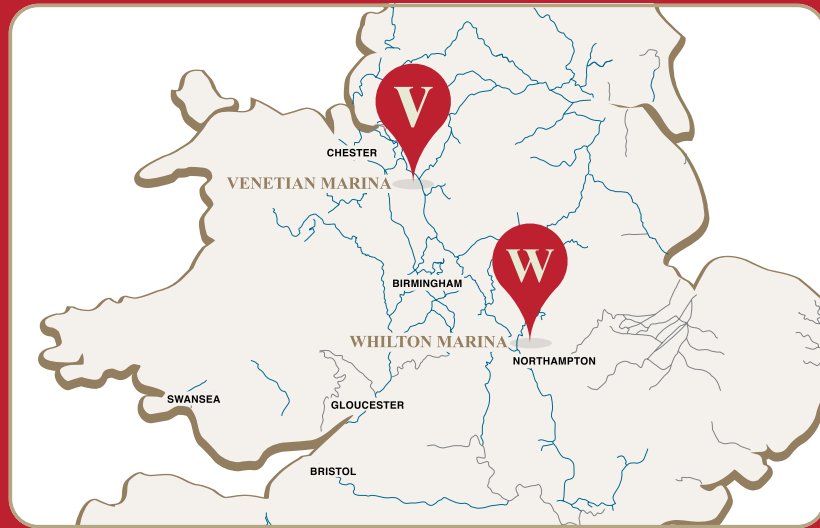 V
CHESTER
VENETIAN MARINA
W
BIRMINGHAM
WHILTON MARINA
NORTHAMPTON
SWANSEA
GLOUCESTER
BRISTOL